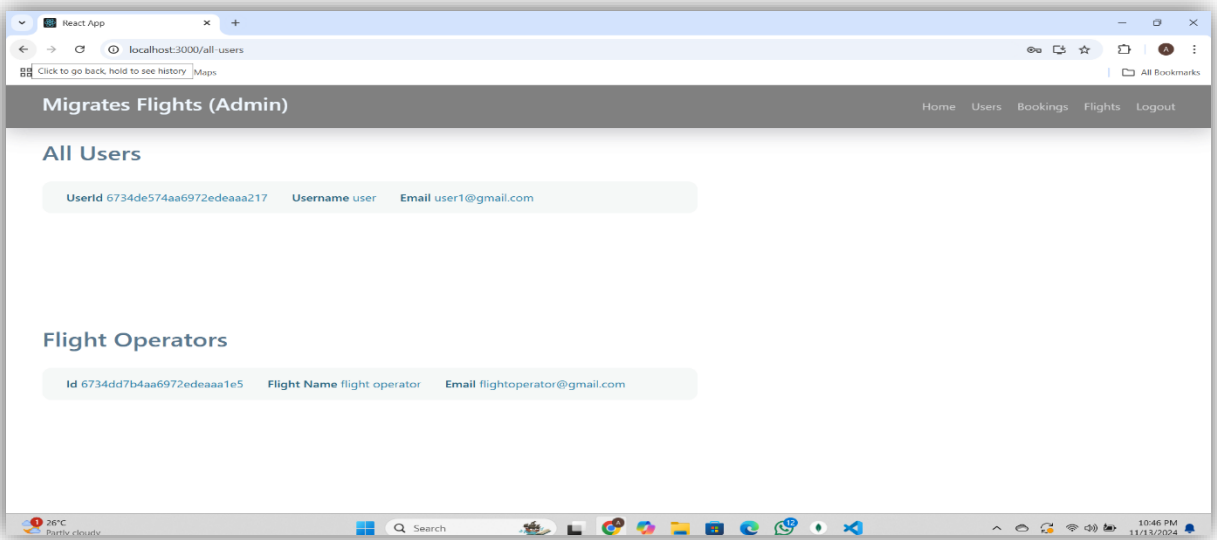 React App
localhost:3000/all-users
Click to go back, hold to see history Maps
All Bookmarks
Migrates Flights (Admin)
Home Users Bookings Flights Logout
All Users
UserId 6734de574aa6972edeaaa217 Username user Email user1@gmail.com
Flight Operators
Id 6734dd7b4aa6972edeaaa1e5 Flight Name flight operator Email flightoperator@gmail.com
1 26°C
Partly cloudy
Search
12
10:46 PM
11/13/2024